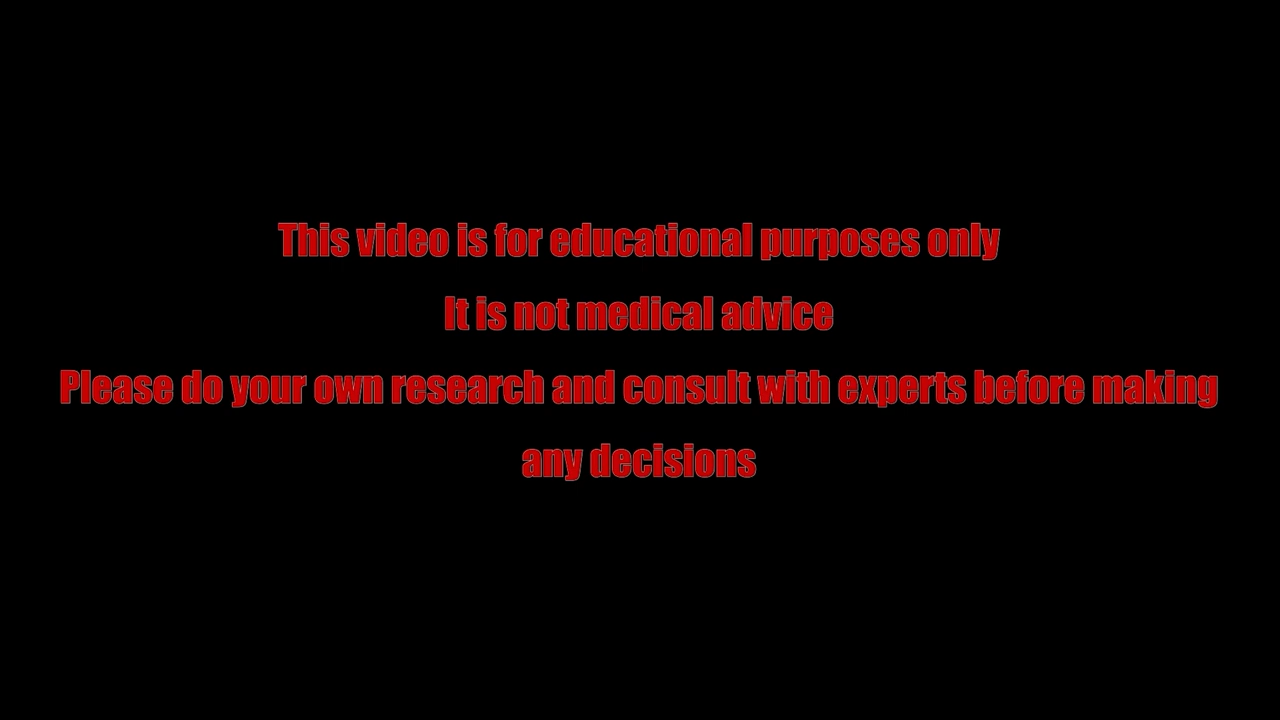 This video is for educational purposes only
It is not medical advice
Please do your own research and consult with experts before making
any decisions